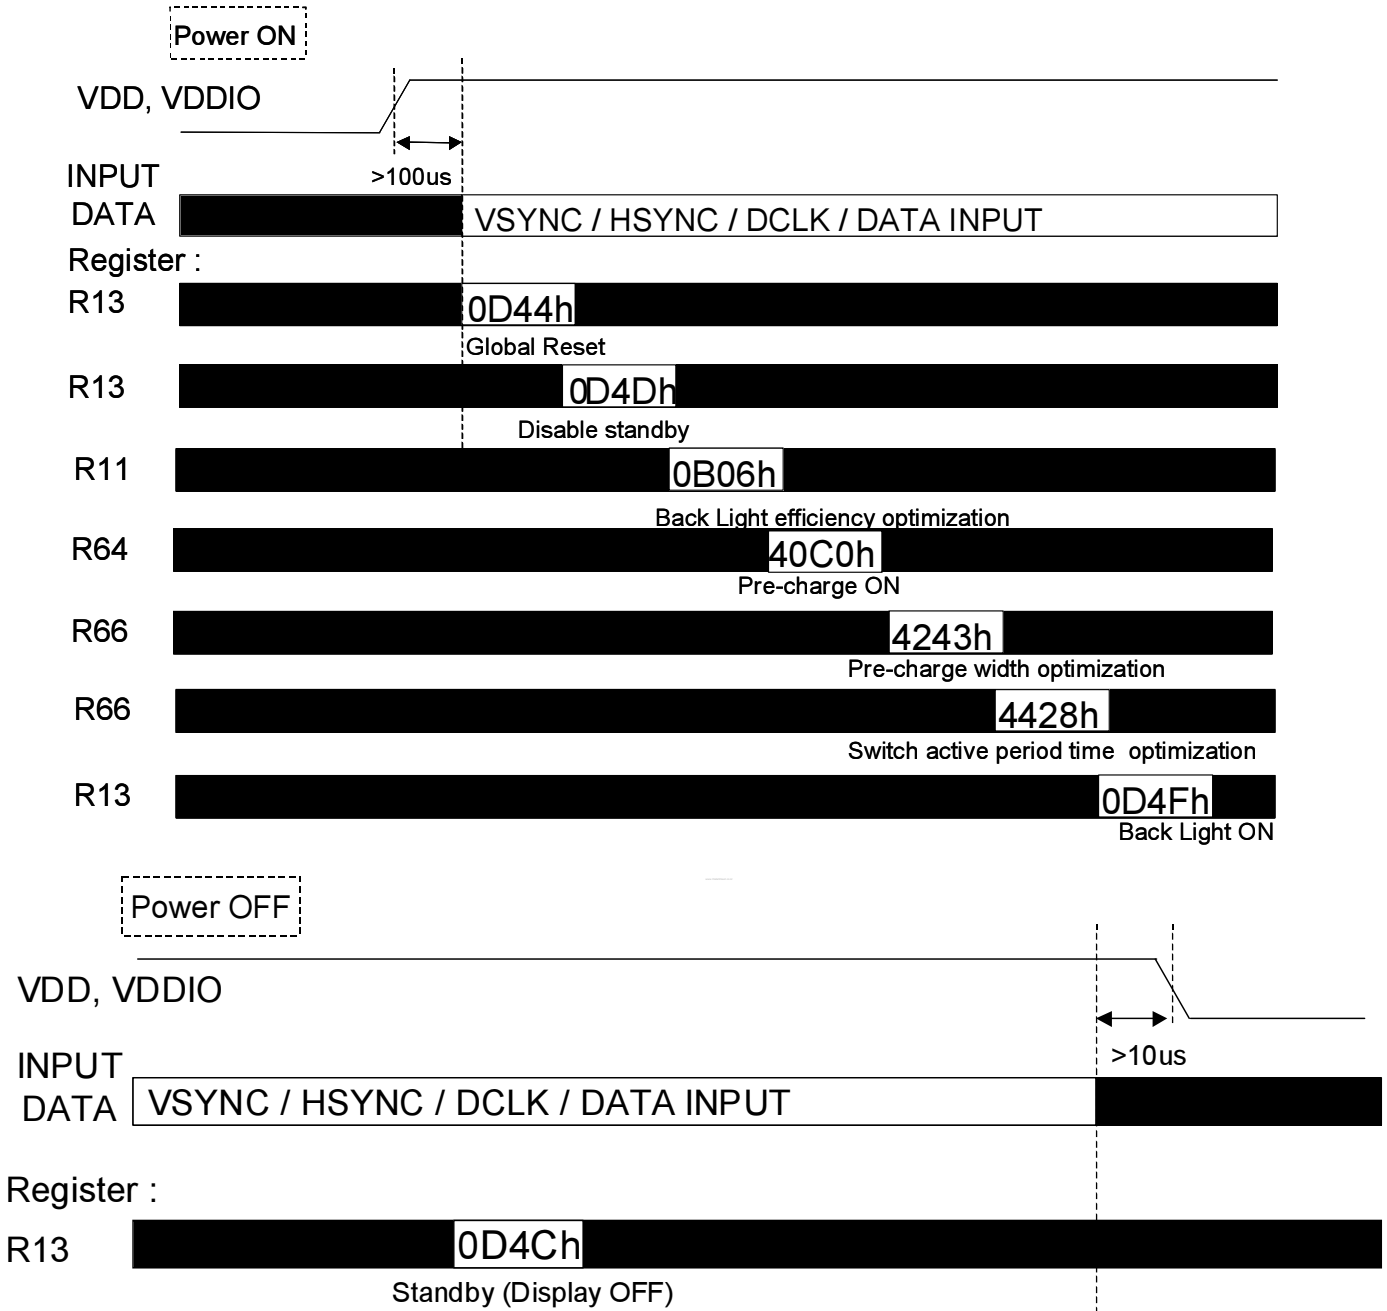 Power ON
VDD, VDDIO
>100us
INPUT
DATA
VSYNC / HSYNC / DCLK / DATA INPUT
Register :
R13
0D44h
Global Reset
R13
0D4Dh
Disable standby
R11
0B06h
Back Light efficiency optimization
R64
40C0h
Pre-charge ON
R66
4243h
Pre-charge width optimization
R66
4428h
Switch active period time optimization
R13
0D4Fh
Back Light ON
Power OFF
VDD, VDDIO
>10us
INPUT
DATA
VSYNC / HSYNC / DCLK / DATA INPUT
Register :
R13
0D4Ch
Standby (Display OFF)